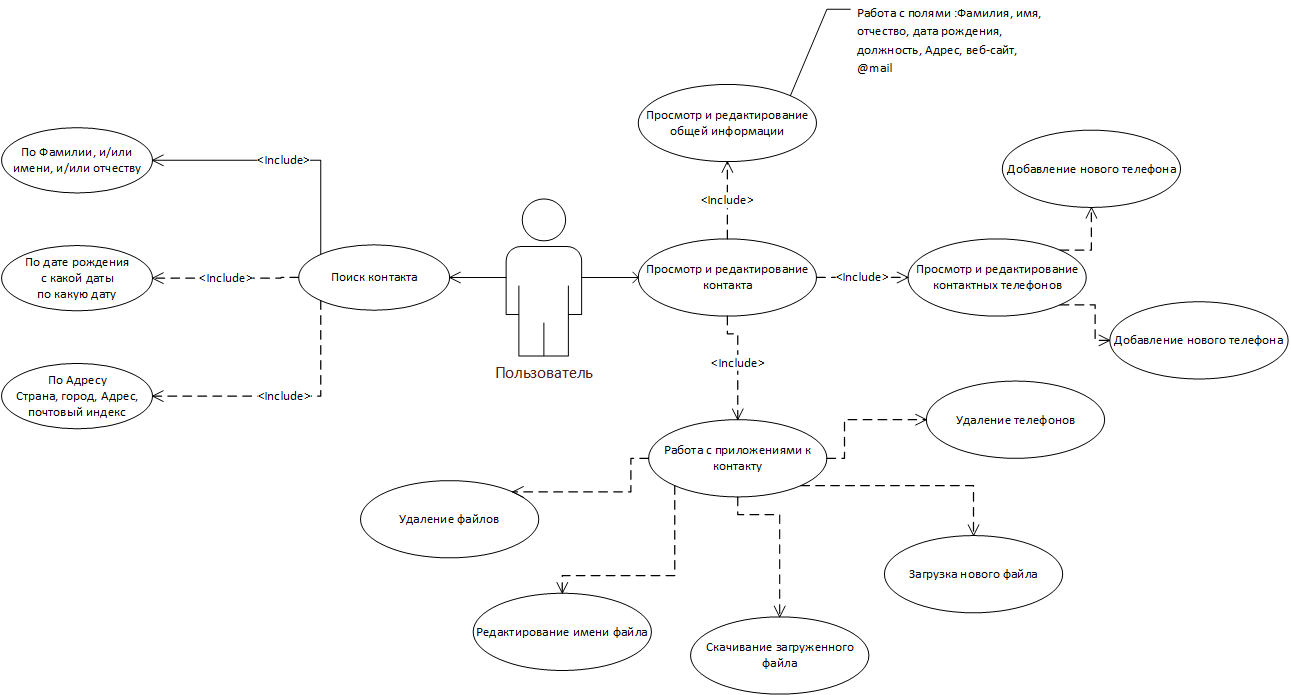 Работа с полями :Фамилия, имя,
отчество, дата рождения,
должность, Адрес, веб-сайт,
@mail
Просмотр и редактирование
общей информации
По Фамилии, и/или
имени, и/или отчеству
<Include>
Добавление нового телефона
<Include>
По дате рождения
с какой даты
по какую дату
<Include>
Поиск контакта
Просмотр и редактирование
контакта
<Include>
Просмотр и редактирование
контактных телефонов
Добавление нового телефона
<Include>
Пользователь
По Адресу
Страна, город, Адрес,
почтовый индекс
<Include>
Удаление телефонов
Работа с приложениями к
контакту
Удаление файлов
Загрузка нового файла
Редактирование имени файла
Скачивание загруженного
файла